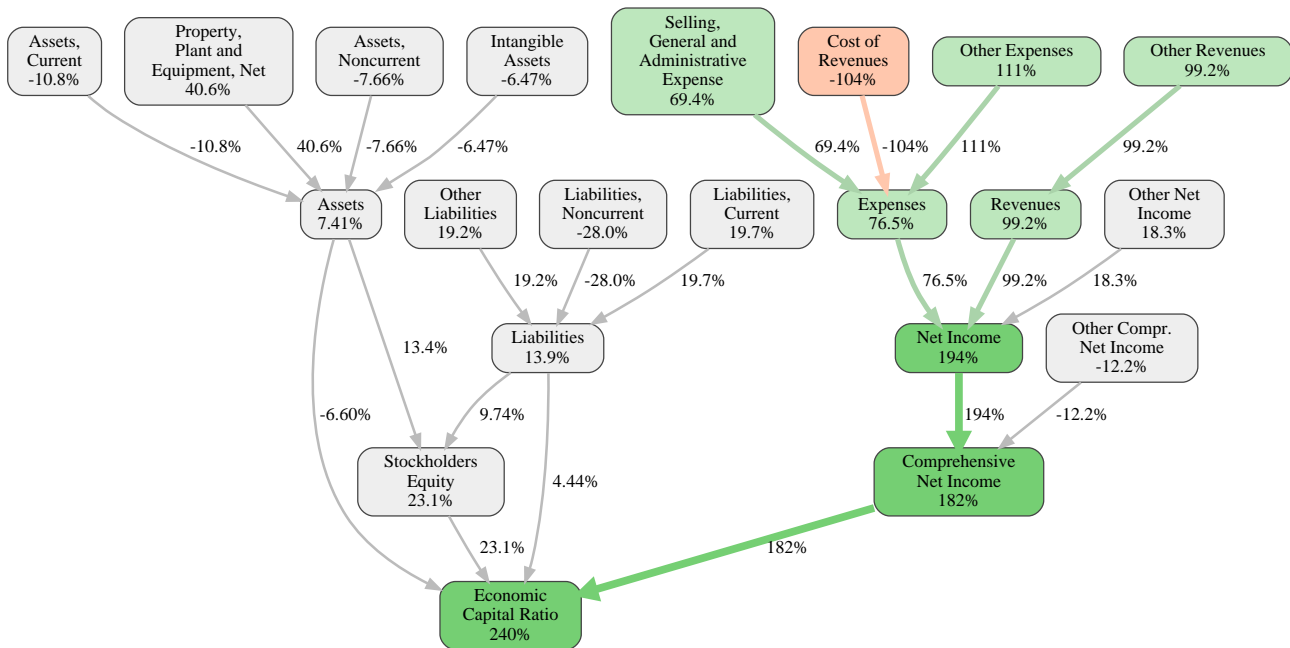 Assets,
Current
-10.8%
Property,
Plant and
Equipment, Net
40.6%
Assets,
Noncurrent
-7.66%
Intangible
Assets
-6.47%
Selling,
General and
Administrative
Expense
69.4%
Cost of
Revenues
-104%
Other Expenses
111%
Other Revenues
99.2%
-10.8%
40.6%
-7.66%
-6.47%
69.4%
-104%
111%
99.2%
Assets
7.41%
Other
Liabilities
19.2%
Liabilities,
Noncurrent
-28.0%
Liabilities,
Current
19.7%
Expenses
76.5%
Revenues
99.2%
Other Net
Income
18.3%
19.2%
-28.0%
19.7%
76.5%
99.2%
18.3%
Liabilities
13.9%
Net Income
194%
Other Compr.
Net Income
-12.2%
13.4%
-6.60%
9.74%
194%
-12.2%
Stockholders
Equity
23.1%
4.44%
Comprehensive
Net Income
182%
23.1%
182%
Economic
Capital Ratio
240%